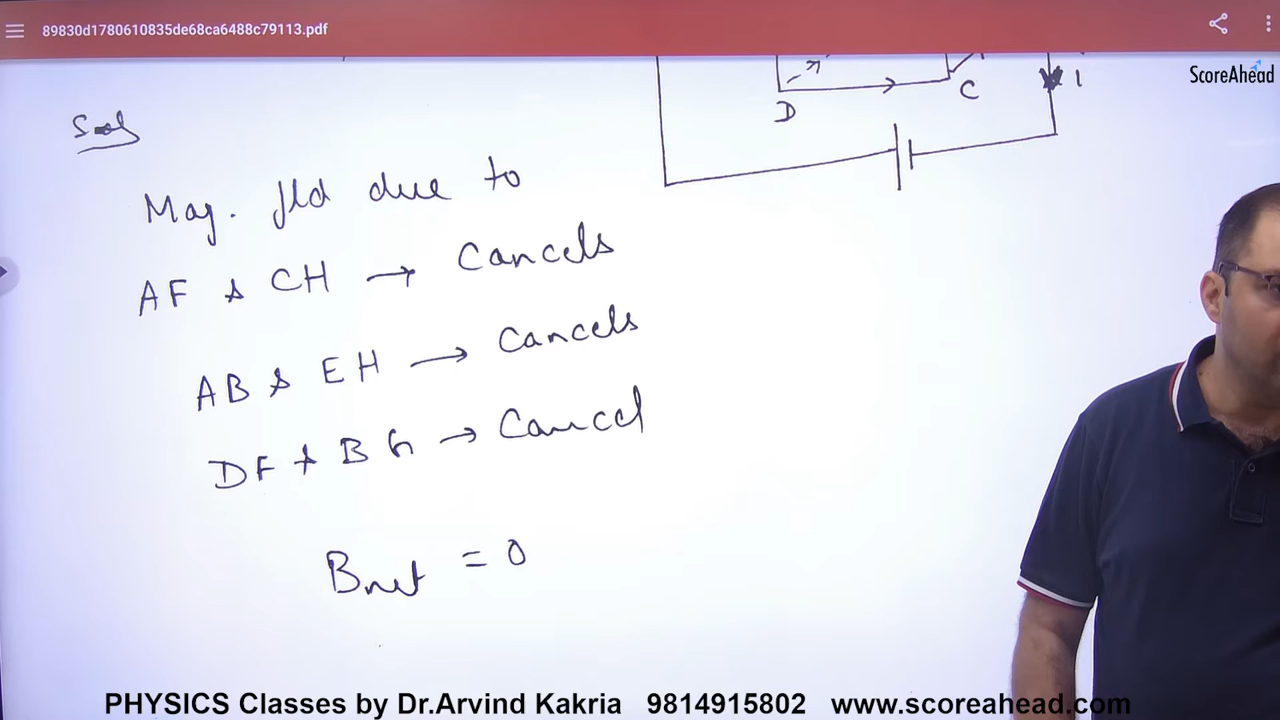 89830d1780610835de68ca6488c79113.pdf
ScoreAhead
D
C
1
Sol
Mag. fld due to
AF & CH → Cancels
AB & EH → Cancels
DF & BG → Cancel
Bnet = 0
PHYSICS Classes by Dr.Arvind Kakria 9814915802 www.scoreahead.com